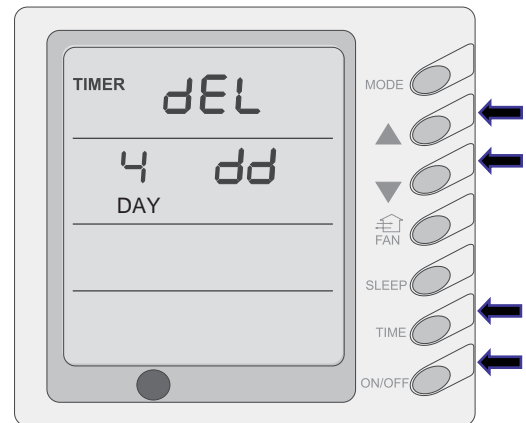 TIMER dEL
4 dd
DAY
MODE
FAN
SLEEP
TIME
ON/OFF